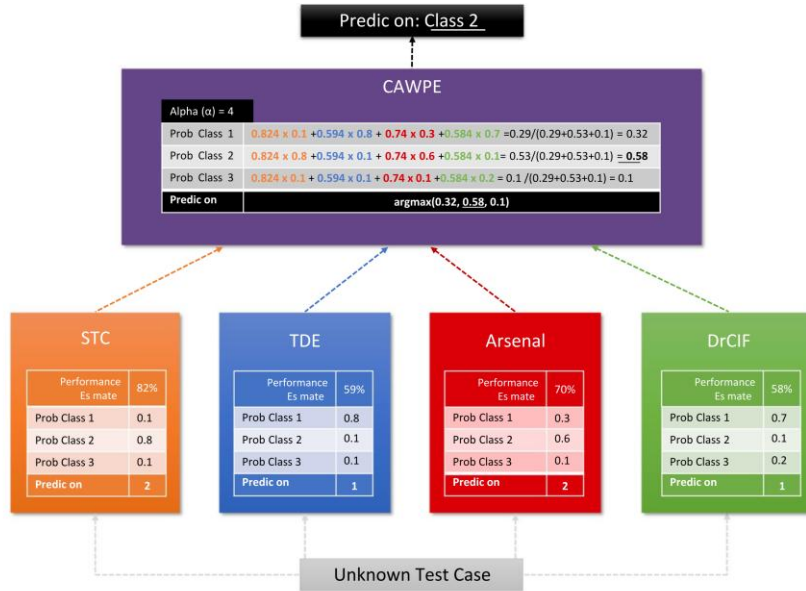 Predic on: Class 2
CAWPE
Alpha (α) = 4
Prob Class 1 0.824 x 0.1 +0.594 x 0.8 + 0.74 x 0.3 +0.584 x 0.7 =0.29/(0.29+0.53+0.1) = 0.32
Prob Class 2 0.824 x 0.8 +0.594 x 0.1 + 0.74 x 0.6 +0.584 x 0.1= 0.53/(0.29+0.53+0.1) = 0.58
Prob Class 3 0.824 x 0.1 + 0.594 x 0.1 + 0.74 x 0.1 +0.584 x 0.2 = 0.1 /(0.29+0.53+0.1) = 0.1
Predic on argmax(0.32, 0.58, 0.1)
STC
Performance
Es mate 82%
Prob Class 1 0.1
Prob Class 2 0.8
Prob Class 3 0.1
Predic on 2
TDE
Performance
Es mate 59%
Prob Class 1 0.8
Prob Class 2 0.1
Prob Class 3 0.1
Predic on 1
Arsenal
Performance
Es mate 70%
Prob Class 1 0.3
Prob Class 2 0.6
Prob Class 3 0.1
Predic on 2
DrCIF
Performance
Es mate 58%
Prob Class 1 0.7
Prob Class 2 0.1
Prob Class 3 0.2
Predic on 1
Unknown Test Case